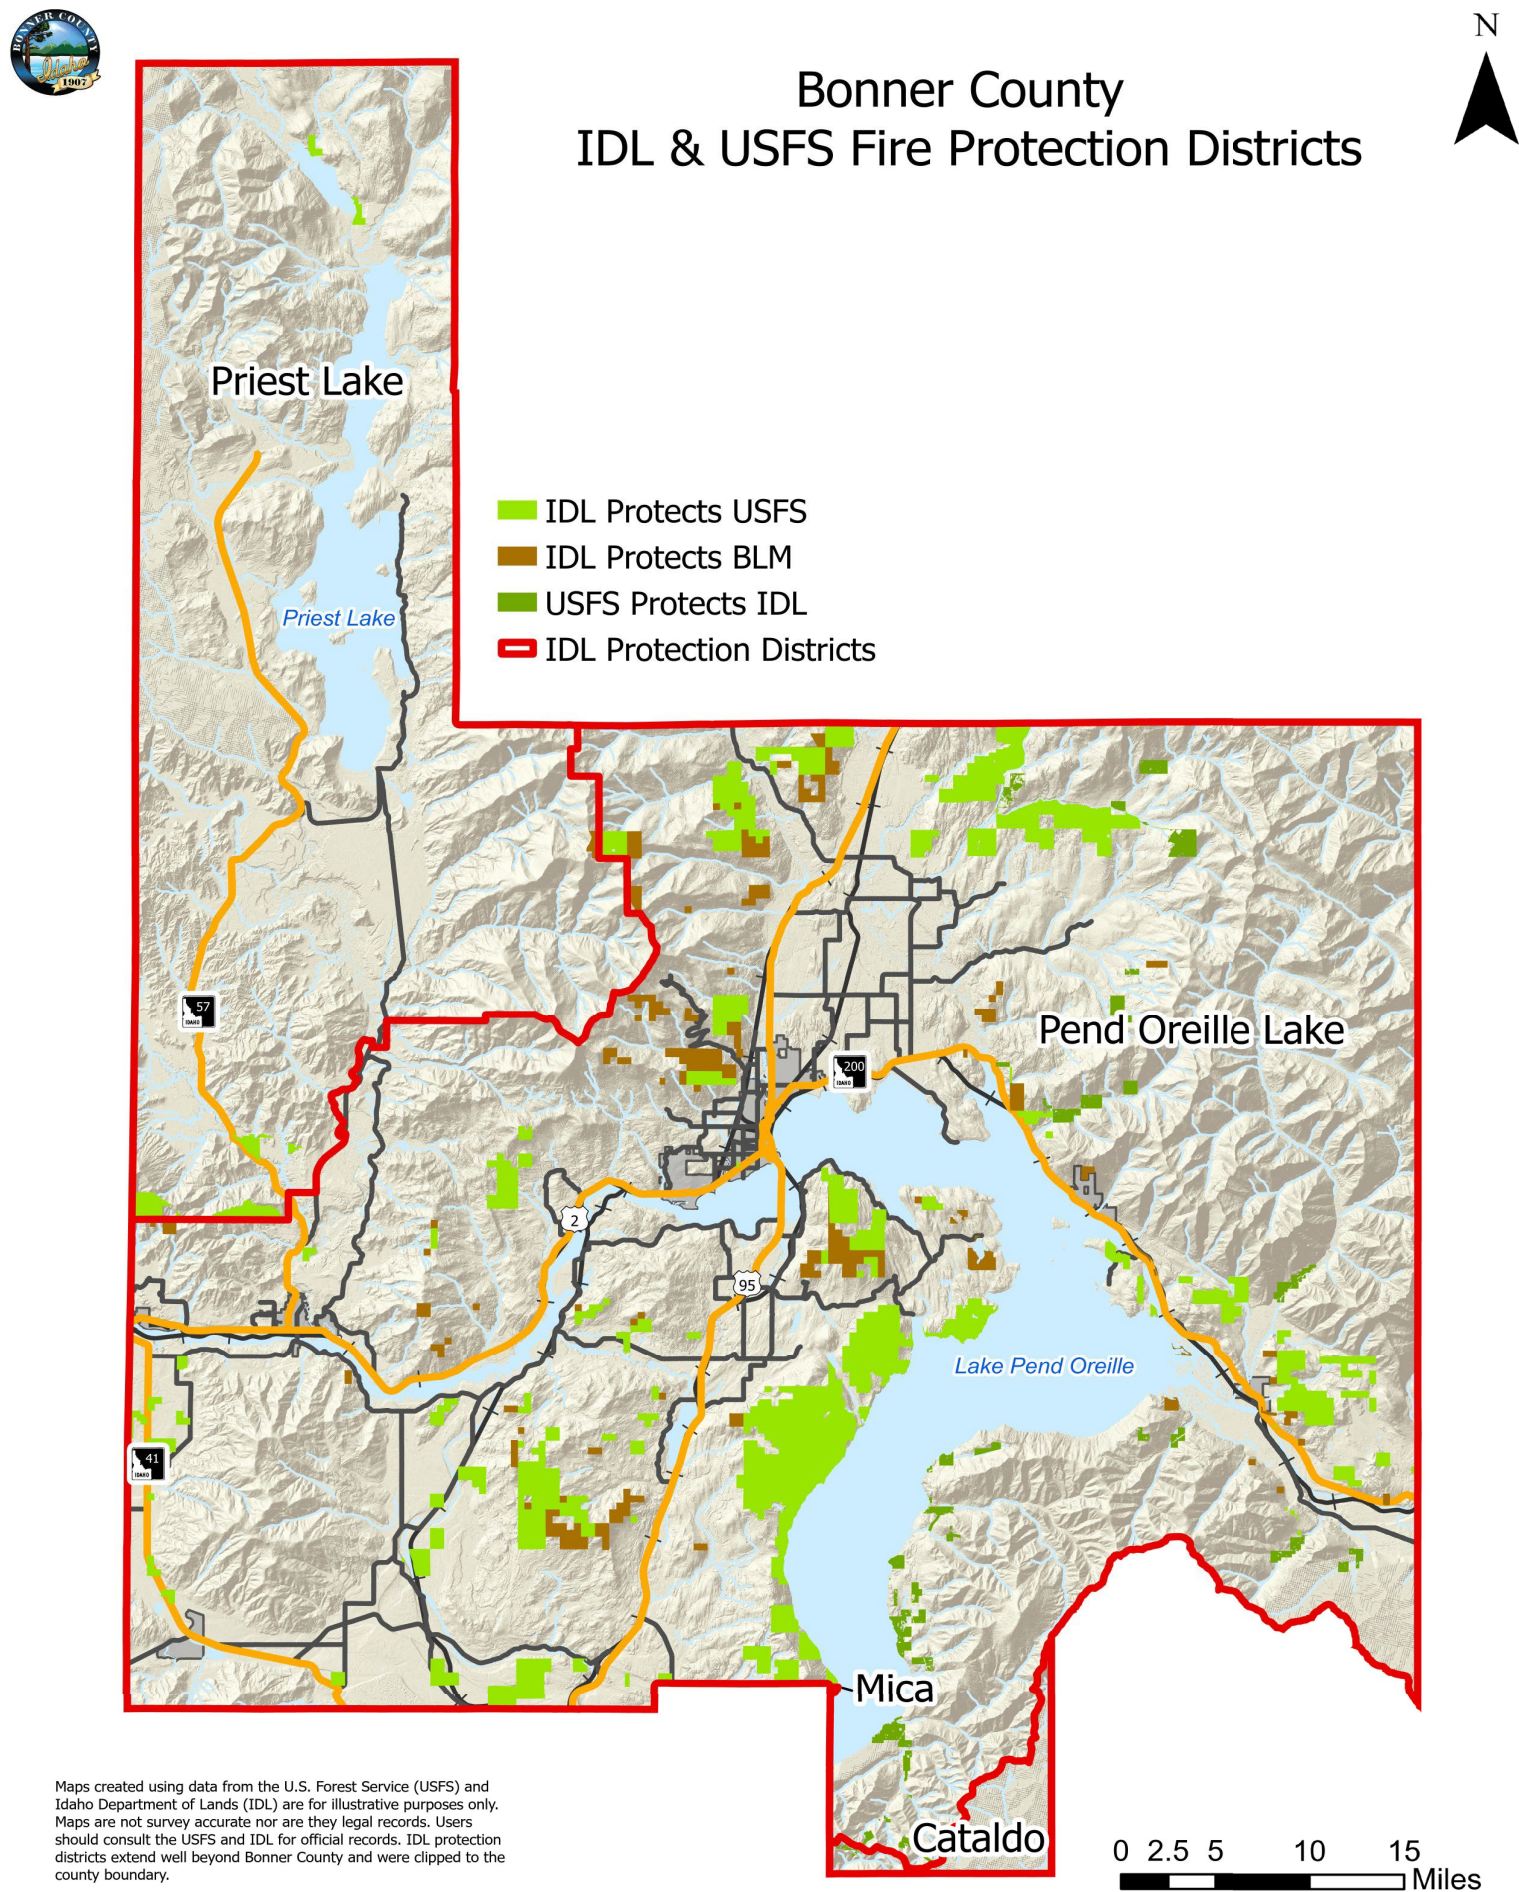 BONNER COUNTY
Idaho
1907
N
Bonner County
IDL & USFS Fire Protection Districts
Priest Lake
IDL Protects USFS
IDL Protects BLM
USFS Protects IDL
IDL Protection Districts
Priest Lake
57
IDAHO
Pend Oreille Lake
200
IDAHO
2
95
Lake Pend Oreille
41
IDAHO
Mica
Cataldo
Maps created using data from the U.S. Forest Service (USFS) and
Idaho Department of Lands (IDL) are for illustrative purposes only.
Maps are not survey accurate nor are they legal records. Users
should consult the USFS and IDL for official records. IDL protection
districts extend well beyond Bonner County and were clipped to the
county boundary.
0 2.5 5 10 15
Miles